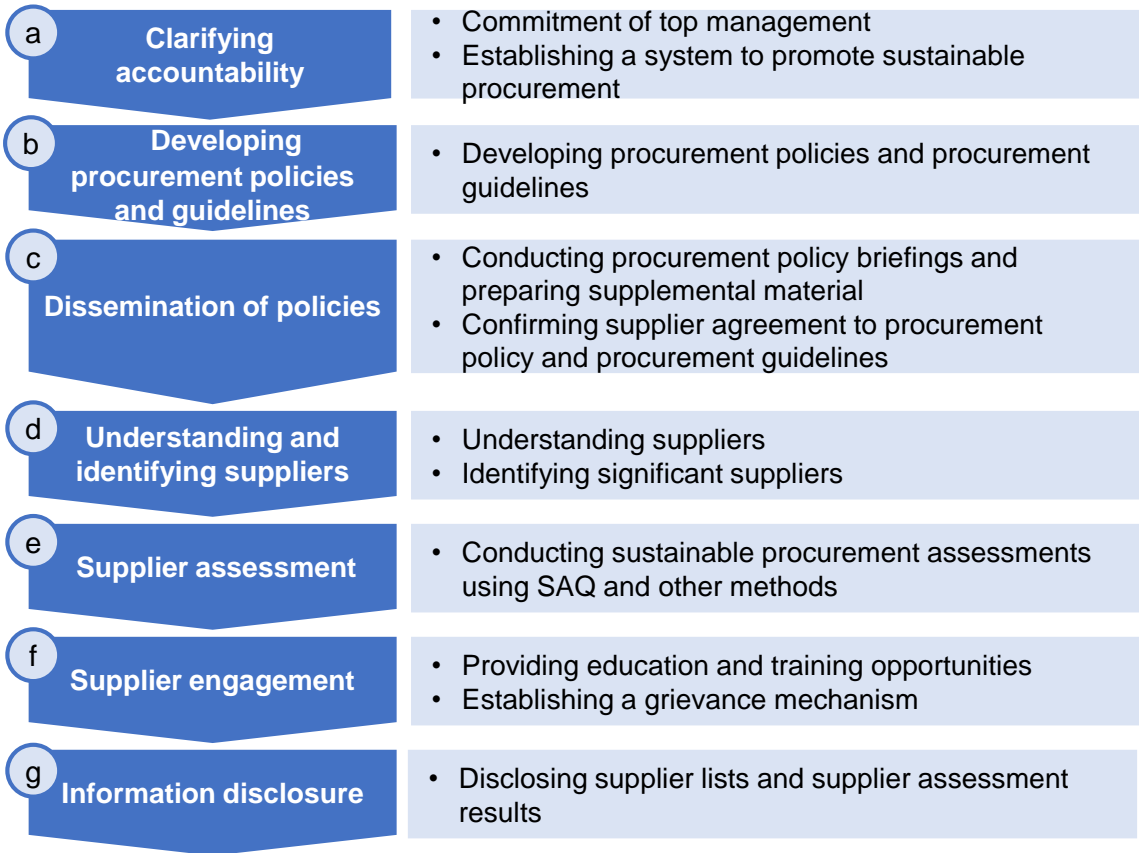 a
Clarifying
accountability
• Commitment of top management
• Establishing a system to promote sustainable
procurement
b
Developing
procurement policies
and guidelines
• Developing procurement policies and procurement
guidelines
c
Dissemination of policies
• Conducting procurement policy briefings and
preparing supplemental material
• Confirming supplier agreement to procurement
policy and procurement guidelines
d
Understanding and
identifying suppliers
• Understanding suppliers
• Identifying significant suppliers
e
Supplier assessment
• Conducting sustainable procurement assessments
using SAQ and other methods
f
Supplier engagement
• Providing education and training opportunities
• Establishing a grievance mechanism
g
Information disclosure
• Disclosing supplier lists and supplier assessment
results